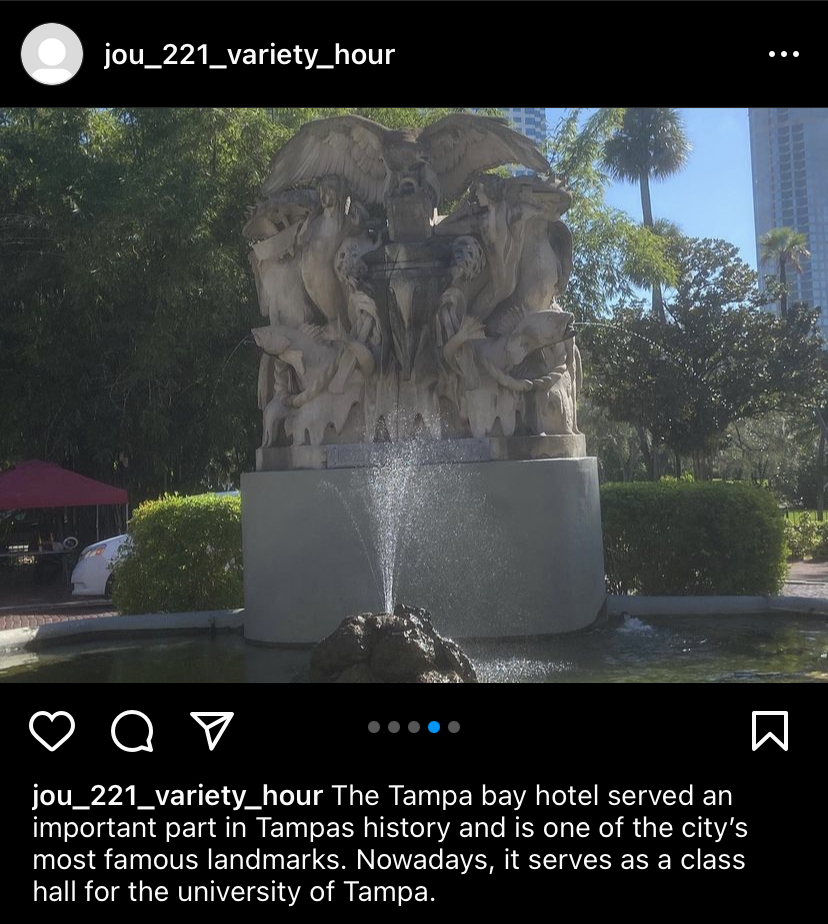 jou_221_variety_hour
jou_221_variety_hour The Tampa bay hotel served an
important part in Tampas history and is one of the city’s
most famous landmarks. Nowadays, it serves as a class
hall for the university of Tampa.